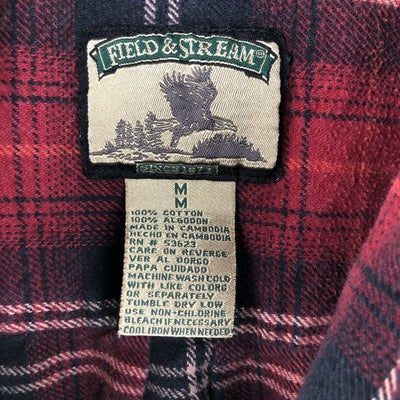 FIELD & STREAM
SINCE 1871
M
M
100% COTTON
100% ALGODON
MADE IN CAMBODIA
HECHO EN CAMBODIA
RN # 53623
CARE ON REVERSE
VER AL DORGO
PAPA CUIDADO
MACHINE WASH COLD
WITH LIKE COLORG
OR SEPARATELY
TUMBLE DRY LOW
USE NON-CHLORINE
BLEACH IF NECESSARY
COOL IRON WHEN NEEDED